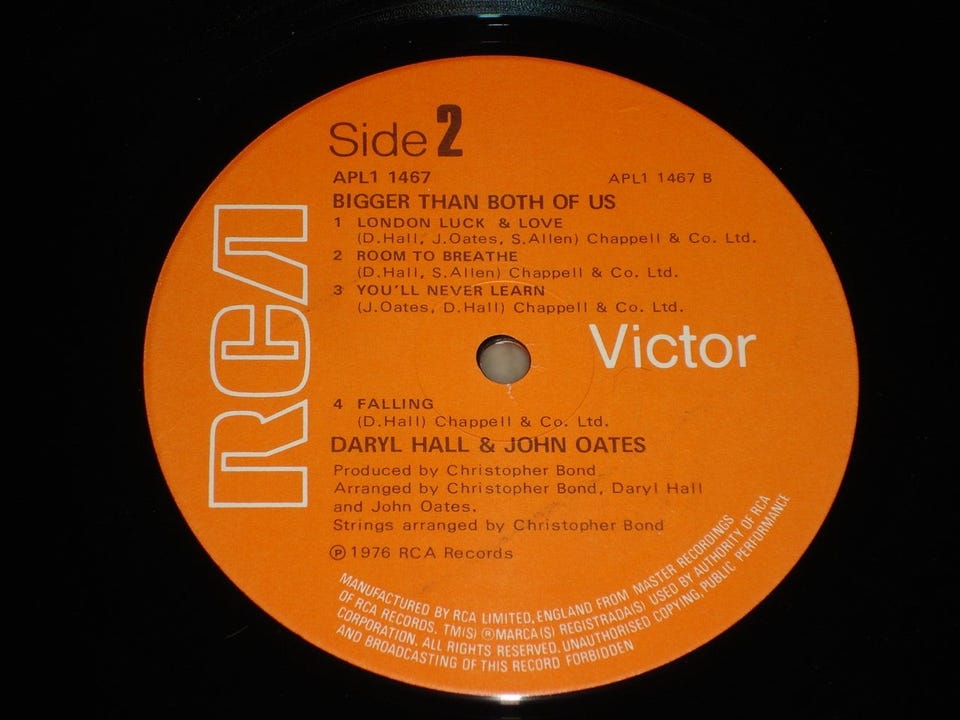 RCA
Side 2
APL1 1467 APL1 1467 B
BIGGER THAN BOTH OF US
1 LONDON LUCK & LOVE
(D.Hall, J.Oates, S.Allen) Chappell & Co. Ltd.
2 ROOM TO BREATHE
(D.Hall, S.Allen) Chappell & Co. Ltd.
3 YOU'LL NEVER LEARN
(J.Oates, D.Hall) Chappell & Co. Ltd.
Victor
4 FALLING
(D.Hall) Chappell & Co. Ltd.
DARYL HALL & JOHN OATES
Produced by Christopher Bond
Arranged by Christopher Bond, Daryl Hall
and John Oates.
Strings arranged by Christopher Bond
℗ 1976 RCA Records
MANUFACTURED BY RCA LIMITED, ENGLAND FROM MASTER RECORDINGS
OF RCA RECORDS, TM(S) ® MARCA(S) REGISTRADA(S) USED BY AUTHORITY OF RCA
CORPORATION, ALL RIGHTS RESERVED. UNAUTHORISED COPYING, PUBLIC PERFORMANCE
AND BROADCASTING OF THIS RECORD FORBIDDEN